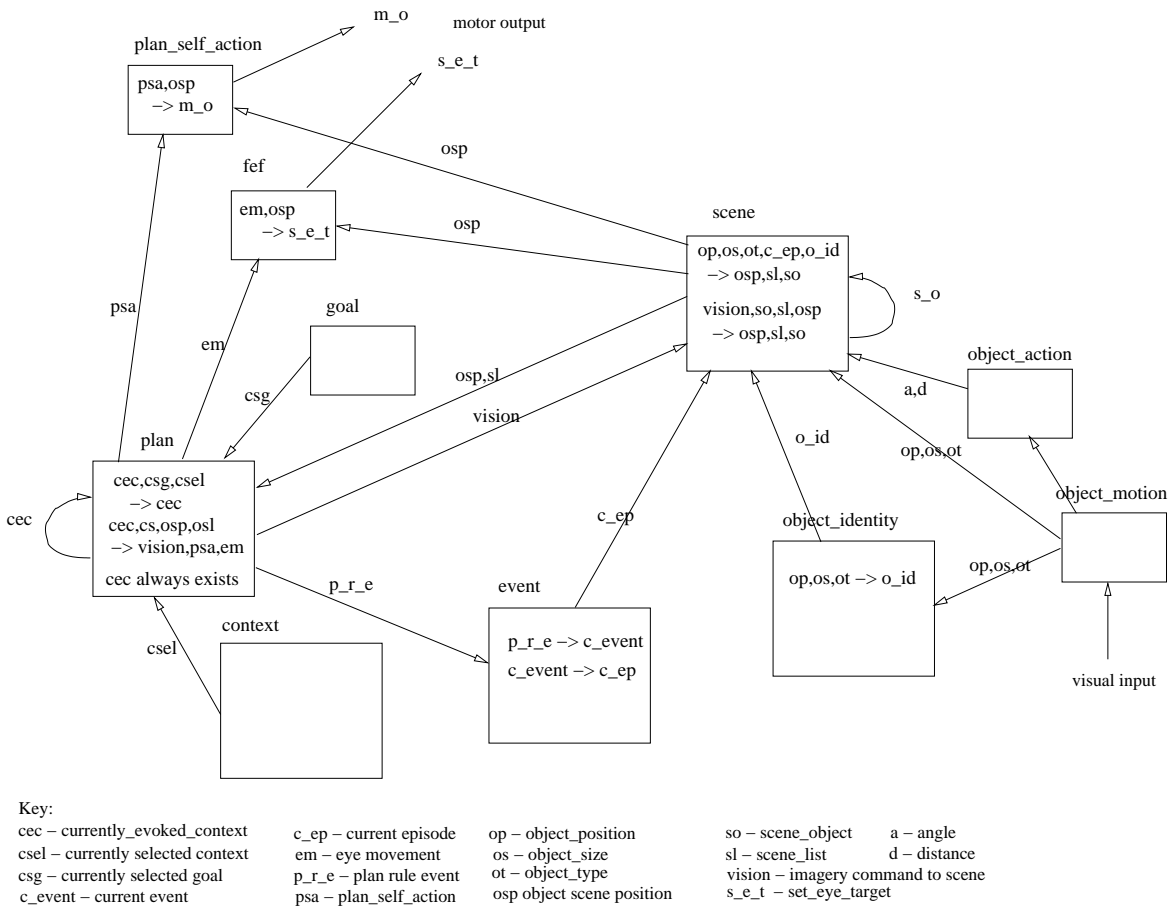 m_o
motor output
plan_self_action
s_e_t
psa,osp
−> m_o
osp
fef
em,osp
−> s_e_t
osp
scene
op,os,ot,c_ep,o_id
−> osp,sl,so
vision,so,sl,osp
−> osp,sl,so
s_o
psa
goal
em
object_action
osp,sl
a,d
csg
vision
plan
o_id
op,os,ot
cec,csg,csel
−> cec
cec,cs,osp,osl
−> vision,psa,em
cec always exists
cec
c_ep
object_motion
object_identity
op,os,ot −> o_id
op,os,ot
p_r_e
event
context
csel
p_r_e −> c_event
c_event −> c_ep
visual input
Key:
cec − currently_evoked_context
csel − currently selected context
csg − currently selected goal
c_event − current event
c_ep − current episode
em − eye movement
p_r_e − plan rule event
psa − plan_self_action
op − object_position
os − object_size
ot − object_type
osp object scene position
so − scene_object
sl − scene_list
vision − imagery command to scene
s_e_t − set_eye_target
a − angle
d − distance